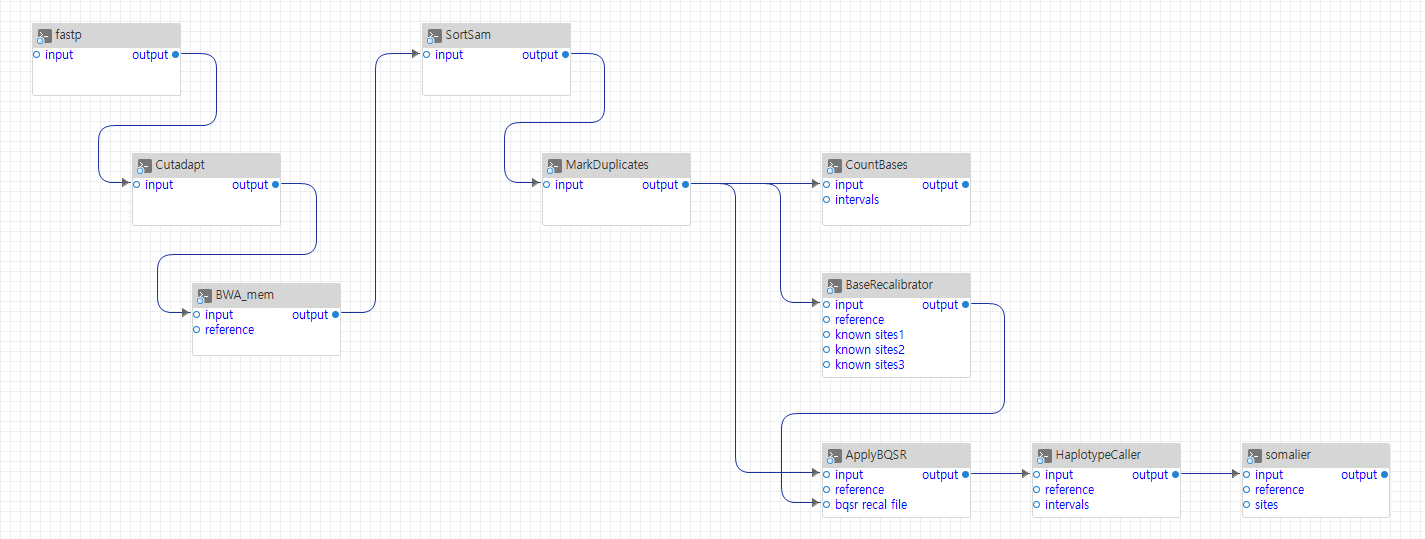 fastp
input output
SortSam
input output
Cutadapt
input output
MarkDuplicates
input output
CountBases
input output
intervals
BWA_mem
input output
reference
BaseRecalibrator
input output
reference
known sites1
known sites2
known sites3
ApplyBQSR
input output
reference
bqsr recal file
HaplotypeCaller
input output
reference
intervals
somalier
input output
reference
sites